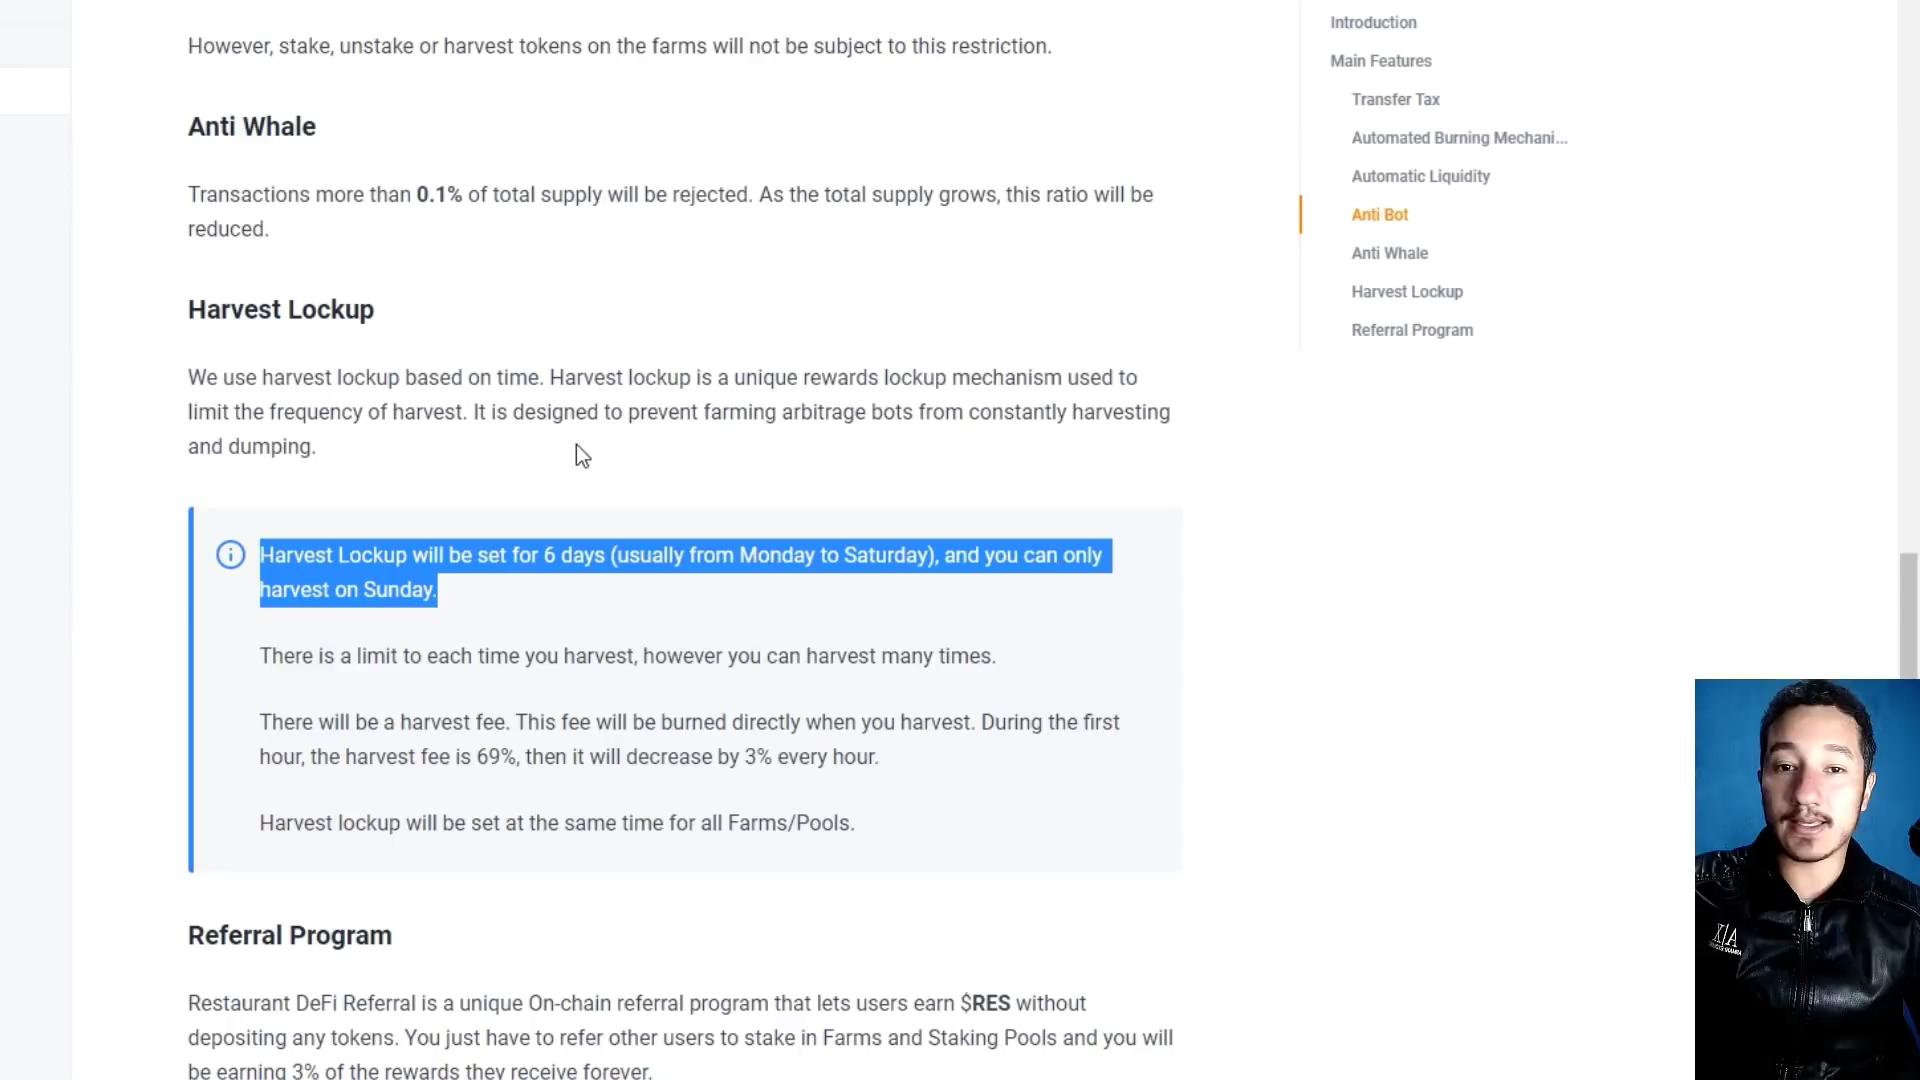 However, stake, unstake or harvest tokens on the farms will not be subject to this restriction.
Anti Whale
Transactions more than 0.1% of total supply will be rejected. As the total supply grows, this ratio will be
reduced.
Harvest Lockup
We use harvest lockup based on time. Harvest lockup is a unique rewards lockup mechanism used to
limit the frequency of harvest. It is designed to prevent farming arbitrage bots from constantly harvesting
and dumping.
Harvest Lockup will be set for 6 days (usually from Monday to Saturday), and you can only
harvest on Sunday.
There is a limit to each time you harvest, however you can harvest many times.
There will be a harvest fee. This fee will be burned directly when you harvest. During the first
hour, the harvest fee is 69%, then it will decrease by 3% every hour.
Harvest lockup will be set at the same time for all Farms/Pools.
Referral Program
Restaurant DeFi Referral is a unique On-chain referral program that lets users earn $RES without
depositing any tokens. You just have to refer other users to stake in Farms and Staking Pools and you will
be earning 3% of the rewards they receive forever.
Introduction
Main Features
Transfer Tax
Automated Burning Mechani...
Automatic Liquidity
Anti Bot
Anti Whale
Harvest Lockup
Referral Program
X|A